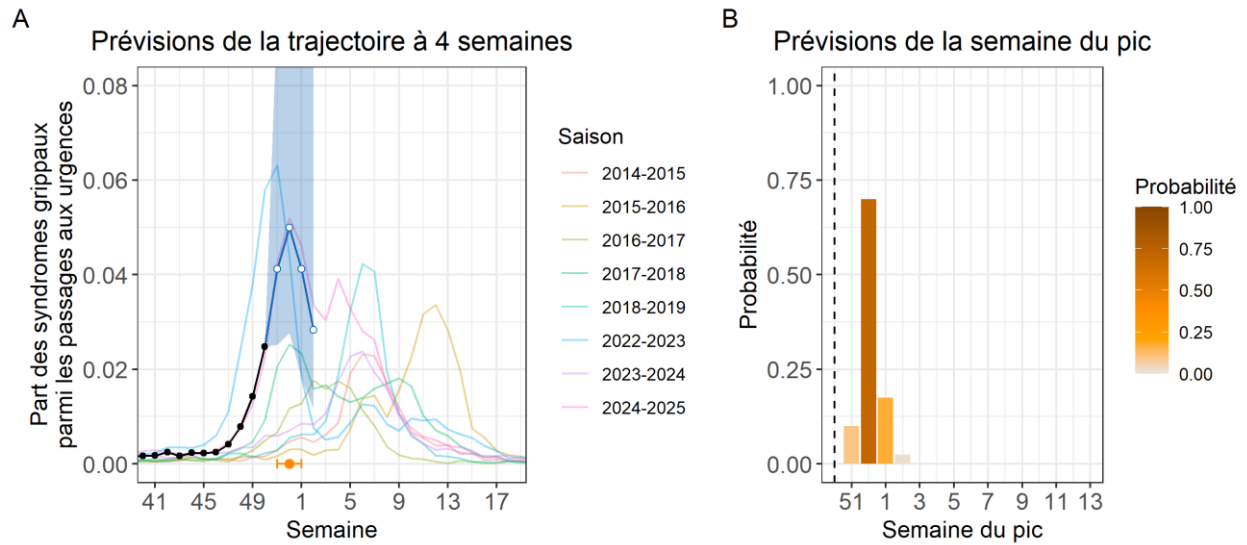 A
Prévisions de la trajectoire à 4 semaines
Part des syndromes grippaux
parmi les passages aux urgences
0.08
0.06
0.04
0.02
0.00
41 45 49 1 5 9 13 17
Semaine
Saison
2014-2015
2015-2016
2016-2017
2017-2018
2018-2019
2022-2023
2023-2024
2024-2025
B
Prévisions de la semaine du pic
Probabilité
1.00
0.75
0.50
0.25
0.00
51 1 3 5 7 9 11 13
Semaine du pic
Probabilité
1.00
0.75
0.50
0.25
0.00